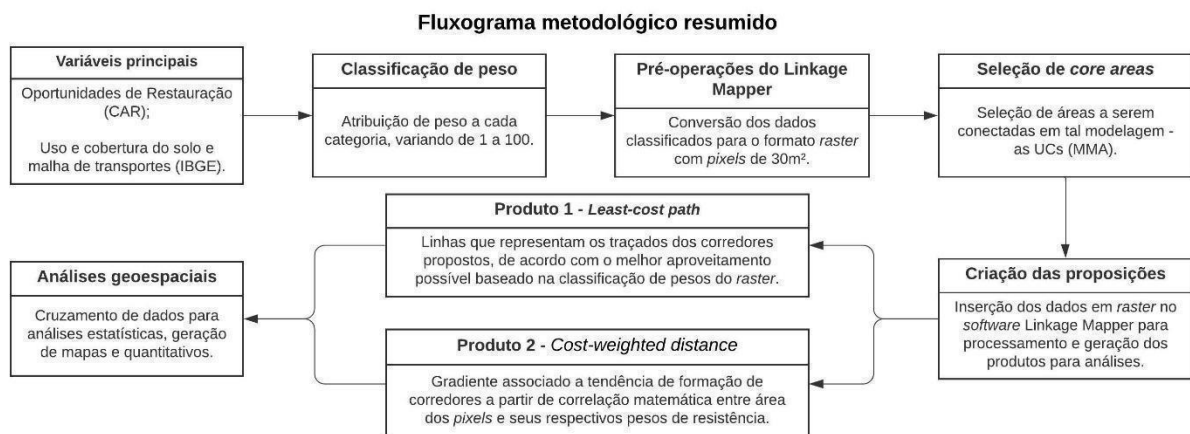 Fluxograma metodológico resumido
Variáveis principais
Oportunidades de Restauração
(CAR);
Uso e cobertura do solo e
malha de transportes (IBGE).
Classificação de peso
Atribuição de peso a cada
categoria, variando de 1 a 100.
Pré-operações do Linkage
Mapper
Conversão dos dados
classificados para o formato raster
com pixels de 30m².
Seleção de core areas
Seleção de áreas a serem
conectadas em tal modelagem -
as UCs (MMA).
Criação das proposições
Inserção dos dados em raster no
software Linkage Mapper para
processamento e geração dos
produtos para análises.
Produto 1 - Least-cost path
Linhas que representam os traçados dos corredores
propostos, de acordo com o melhor aproveitamento
possível baseado na classificação de pesos do raster.
Produto 2 - Cost-weighted distance
Gradiente associado a tendência de formação de
corredores a partir de correlação matemática entre área
dos pixels e seus respectivos pesos de resistência.
Análises geoespaciais
Cruzamento de dados para
análises estatísticas, geração
de mapas e quantitativos.